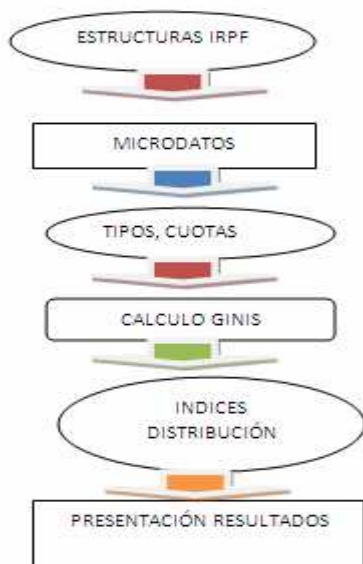 ESTRUCTURAS IRPF
MICRODATOS
TIPOS, CUOTAS
CALCULO GINIS
INDICES
DISTRIBUCIÓN
PRESENTACIÓN RESULTADOS